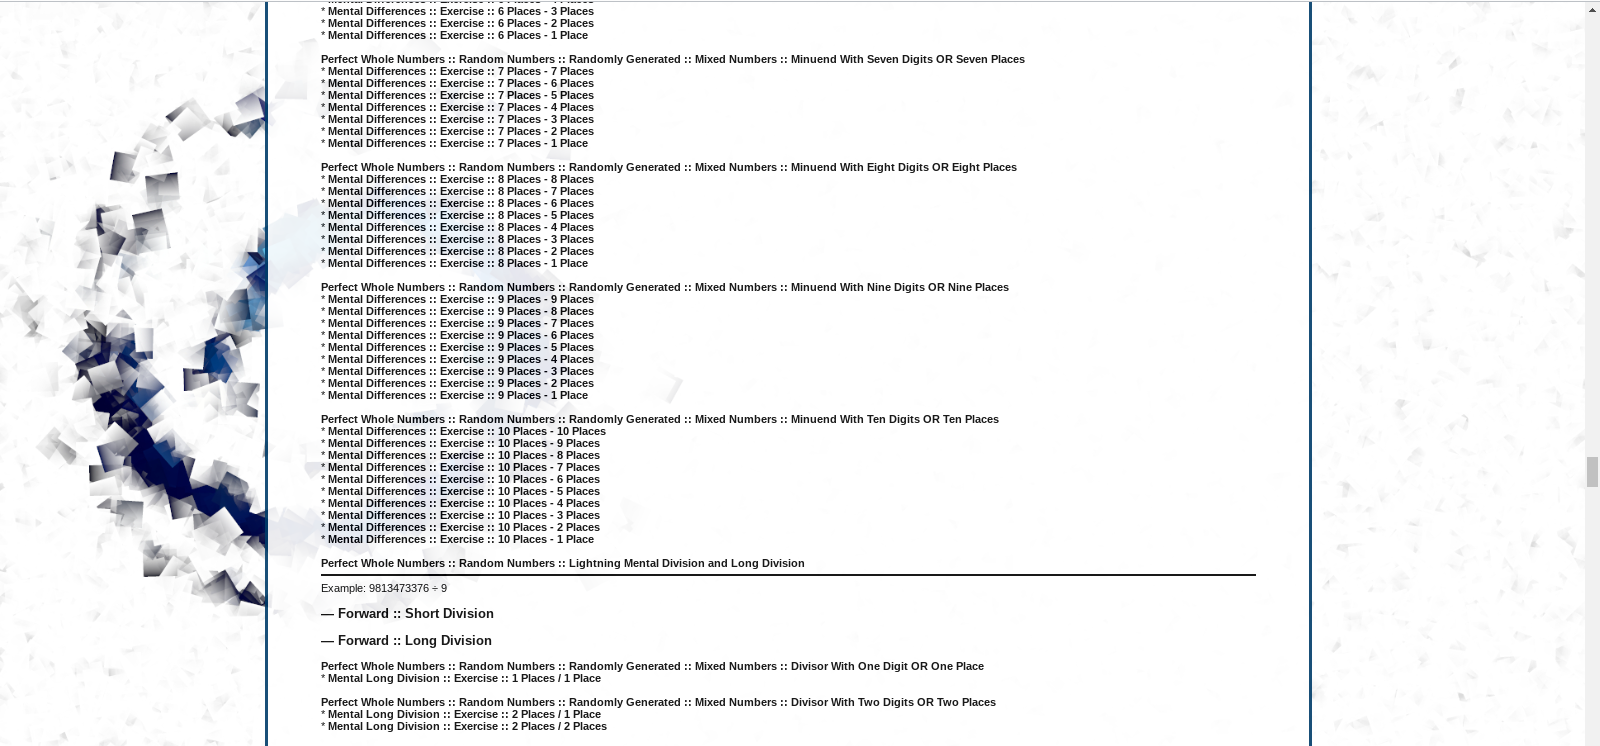 * Mental Differences :: Exercise :: 6 Places - 3 Places
* Mental Differences :: Exercise :: 6 Places - 2 Places
* Mental Differences :: Exercise :: 6 Places - 1 Place
Perfect Whole Numbers :: Random Numbers :: Randomly Generated :: Mixed Numbers :: Minuend With Seven Digits OR Seven Places
* Mental Differences :: Exercise :: 7 Places - 7 Places
* Mental Differences :: Exercise :: 7 Places - 6 Places
* Mental Differences :: Exercise :: 7 Places - 5 Places
* Mental Differences :: Exercise :: 7 Places - 4 Places
* Mental Differences :: Exercise :: 7 Places - 3 Places
* Mental Differences :: Exercise :: 7 Places - 2 Places
* Mental Differences :: Exercise :: 7 Places - 1 Place
Perfect Whole Numbers :: Random Numbers :: Randomly Generated :: Mixed Numbers :: Minuend With Eight Digits OR Eight Places
* Mental Differences :: Exercise :: 8 Places - 8 Places
* Mental Differences :: Exercise :: 8 Places - 7 Places
* Mental Differences :: Exercise :: 8 Places - 6 Places
* Mental Differences :: Exercise :: 8 Places - 5 Places
* Mental Differences :: Exercise :: 8 Places - 4 Places
* Mental Differences :: Exercise :: 8 Places - 3 Places
* Mental Differences :: Exercise :: 8 Places - 2 Places
* Mental Differences :: Exercise :: 8 Places - 1 Place
Perfect Whole Numbers :: Random Numbers :: Randomly Generated :: Mixed Numbers :: Minuend With Nine Digits OR Nine Places
* Mental Differences :: Exercise :: 9 Places - 9 Places
* Mental Differences :: Exercise :: 9 Places - 8 Places
* Mental Differences :: Exercise :: 9 Places - 7 Places
* Mental Differences :: Exercise :: 9 Places - 6 Places
* Mental Differences :: Exercise :: 9 Places - 5 Places
* Mental Differences :: Exercise :: 9 Places - 4 Places
* Mental Differences :: Exercise :: 9 Places - 3 Places
* Mental Differences :: Exercise :: 9 Places - 2 Places
* Mental Differences :: Exercise :: 9 Places - 1 Place
Perfect Whole Numbers :: Random Numbers :: Randomly Generated :: Mixed Numbers :: Minuend With Ten Digits OR Ten Places
* Mental Differences :: Exercise :: 10 Places - 10 Places
* Mental Differences :: Exercise :: 10 Places - 9 Places
* Mental Differences :: Exercise :: 10 Places - 8 Places
* Mental Differences :: Exercise :: 10 Places - 7 Places
* Mental Differences :: Exercise :: 10 Places - 6 Places
* Mental Differences :: Exercise :: 10 Places - 5 Places
* Mental Differences :: Exercise :: 10 Places - 4 Places
* Mental Differences :: Exercise :: 10 Places - 3 Places
* Mental Differences :: Exercise :: 10 Places - 2 Places
* Mental Differences :: Exercise :: 10 Places - 1 Place
Perfect Whole Numbers :: Random Numbers :: Lightning Mental Division and Long Division
Example: 9813473376 ÷ 9
— Forward :: Short Division
— Forward :: Long Division
Perfect Whole Numbers :: Random Numbers :: Randomly Generated :: Mixed Numbers :: Divisor With One Digit OR One Place
* Mental Long Division :: Exercise :: 1 Places / 1 Place
Perfect Whole Numbers :: Random Numbers :: Randomly Generated :: Mixed Numbers :: Divisor With Two Digits OR Two Places
* Mental Long Division :: Exercise :: 2 Places / 1 Place
* Mental Long Division :: Exercise :: 2 Places / 2 Places